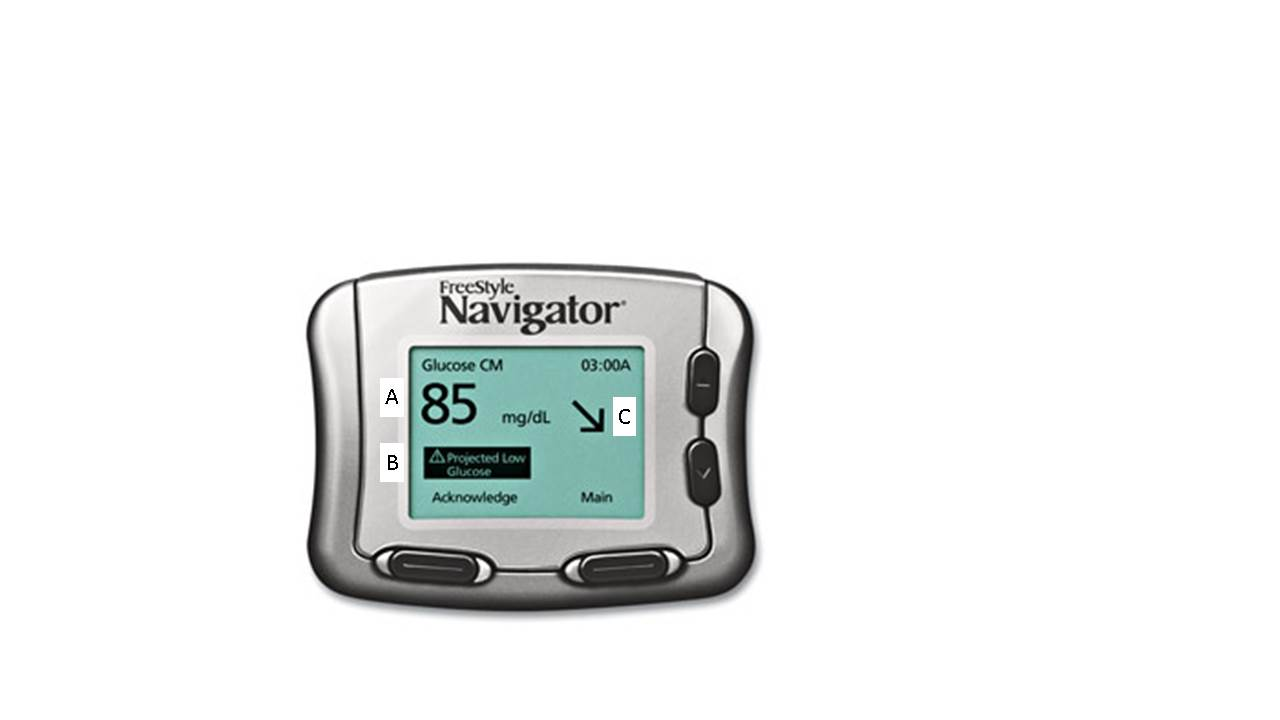 FreeStyle
Navigator®
Glucose CM 03:00A
A
85 mg/dL
C
B
⚠ Projected Low
Glucose
Acknowledge Main